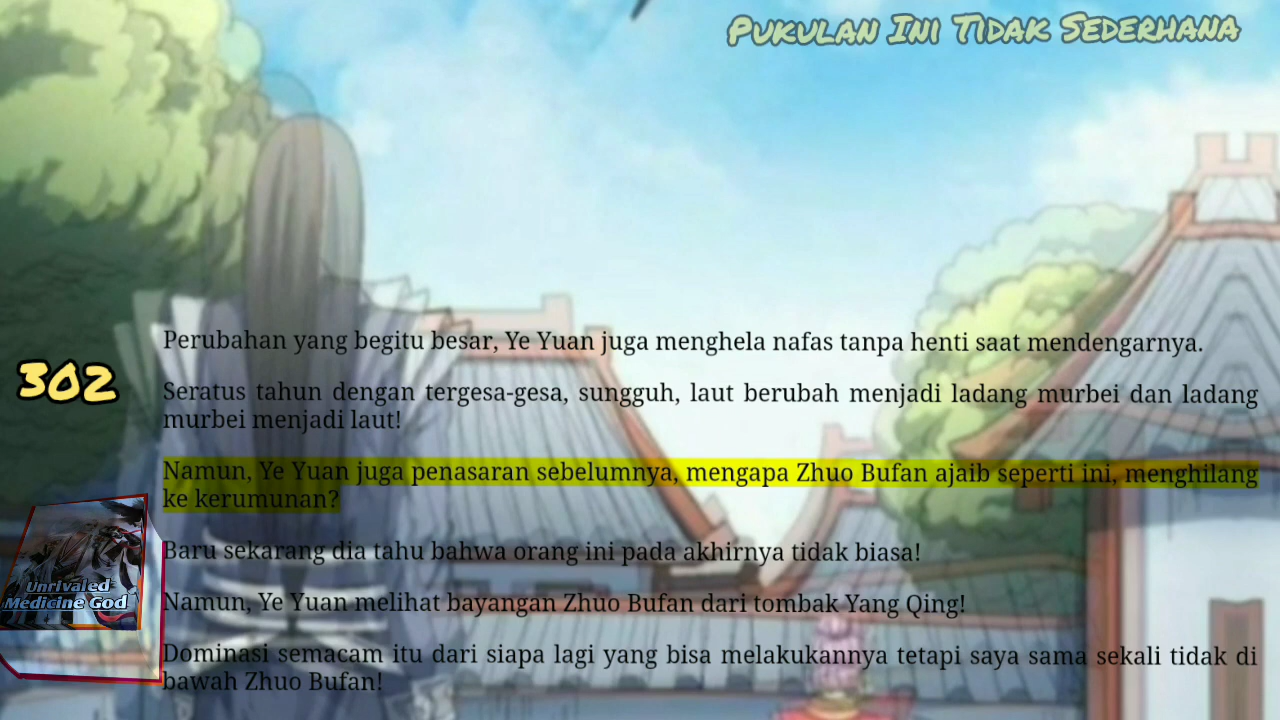 Pukulan Ini Tidak Sederhana
Perubahan yang begitu besar, Ye Yuan juga menghela nafas tanpa henti saat mendengarnya.
302
Seratus tahun dengan tergesa-gesa, sungguh, laut berubah menjadi ladang murbei dan ladang
murbei menjadi laut!
Namun, Ye Yuan juga penasaran sebelumnya, mengapa Zhuo Bufan ajaib seperti ini, menghilang
ke kerumunan?
Baru sekarang dia tahu bahwa orang ini pada akhirnya tidak biasa!
Unrivaled
Medicine God
Namun, Ye Yuan melihat bayangan Zhuo Bufan dari tombak Yang Qing!
Dominasi semacam itu dari siapa lagi yang bisa melakukannya tetapi saya sama sekali tidak di
bawah Zhuo Bufan!